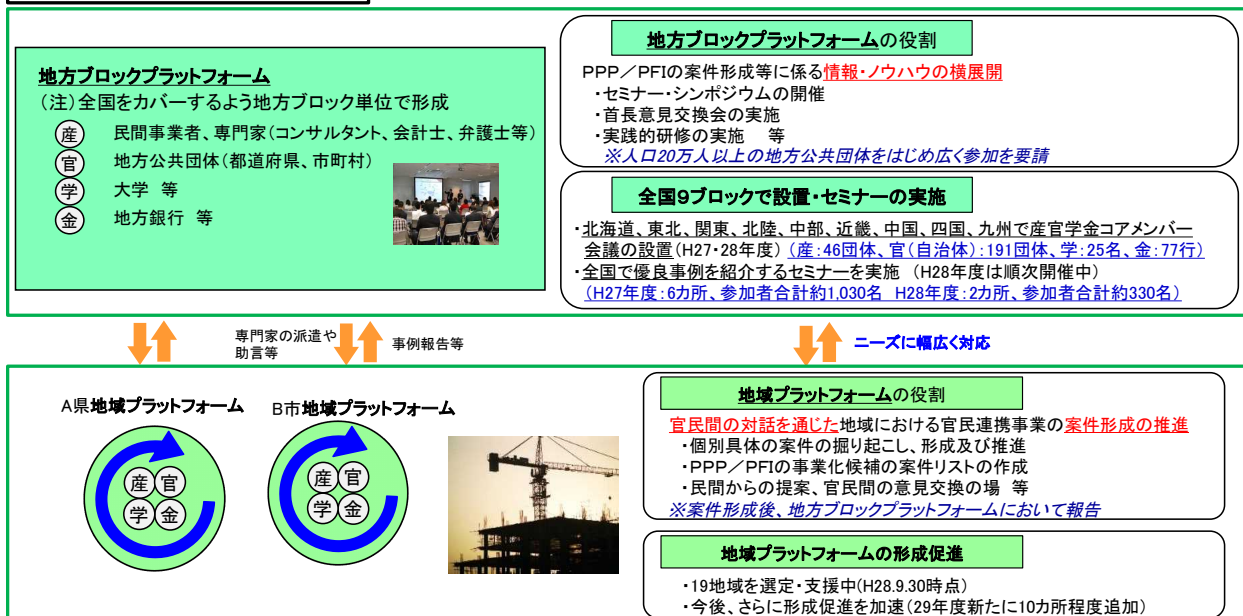 地方ブロックプラットフォーム
(注)全国をカバーするよう地方ブロック単位で形成
産 民間事業者、専門家(コンサルタント、会計士、弁護士等)
官 地方公共団体(都道府県、市町村)
学 大学 等
金 地方銀行 等
地方ブロックプラットフォームの役割
PPP/PFIの案件形成等に係る情報・ノウハウの横展開
・セミナー・シンポジウムの開催
・首長意見交換会の実施
・実践的研修の実施 等
※人口20万人以上の地方公共団体をはじめ広く参加を要請
全国9ブロックで設置・セミナーの実施
・北海道、東北、関東、北陸、中部、近畿、中国、四国、九州で産官学金コアメンバー
会議の設置(H27・28年度) (産:46団体、官(自治体):191団体、学:25名、金:77行)
・全国で優良事例を紹介するセミナーを実施 (H28年度は順次開催中)
(H27年度:6カ所、参加者合計約1,030名 H28年度:2カ所、参加者合計約330名)
専門家の派遣や
助言等
事例報告等
ニーズに幅広く対応
A県地域プラットフォーム
産 官
学 金
B市地域プラットフォーム
産 官
学 金
地域プラットフォームの役割
官民間の対話を通じた地域における官民連携事業の案件形成の推進
・個別具体の案件の掘り起こし、形成及び推進
・PPP/PFIの事業化候補の案件リストの作成
・民間からの提案、官民間の意見交換の場 等
※案件形成後、地方ブロックプラットフォームにおいて報告
地域プラットフォームの形成促進
・19地域を選定・支援中(H28.9.30時点)
・今後、さらに形成促進を加速(29年度新たに10カ所程度追加)